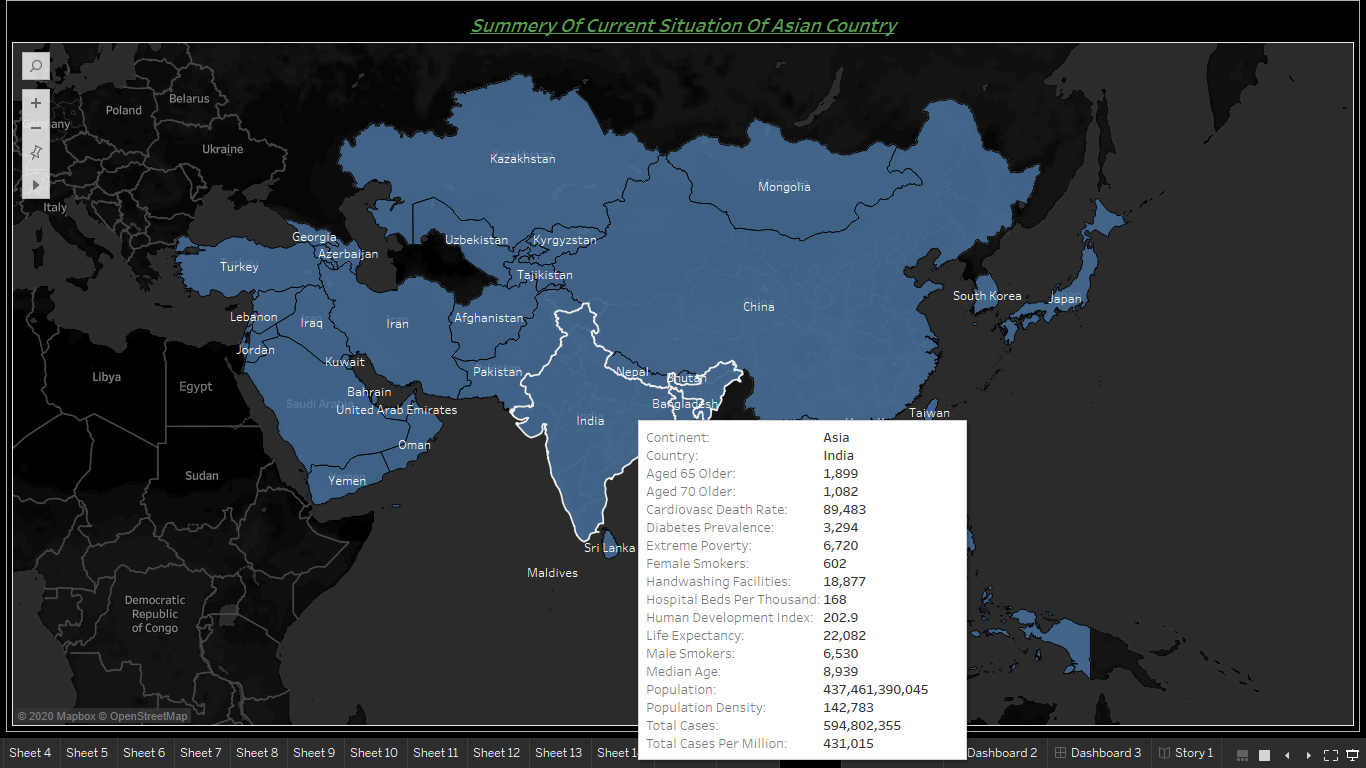 Summery Of Current Situation Of Asian Country
Belarus
Poland
Ukraine
Italy
Kazakhstan
Mongolia
Georgia
Uzbekistan
Kyrgyzstan
Azerbaijan
Turkey
Tajikistan
South Korea
Japan
China
Lebanon
Iraq
Iran
Afghanistan
Jordan
Kuwait
Pakistan
Nepal
Bhutan
Libya
Egypt
Bahrain
Saudi Arabia
United Arab Emirates
Bangladesh
Taiwan
India
Oman
Sudan
Yemen
Sri Lanka
Maldives
Democratic
Republic
of Congo
Continent: Asia
Country: India
Aged 65 Older: 1,899
Aged 70 Older: 1,082
Cardiovasc Death Rate: 89,483
Diabetes Prevalence: 3,294
Extreme Poverty: 6,720
Female Smokers: 602
Handwashing Facilities: 18,877
Hospital Beds Per Thousand: 168
Human Development Index: 202.9
Life Expectancy: 22,082
Male Smokers: 6,530
Median Age: 8,939
Population: 437,461,390,045
Population Density: 142,783
Total Cases: 594,802,355
Total Cases Per Million: 431,015
© 2020 Mapbox © OpenStreetMap
Sheet 4 Sheet 5 Sheet 6 Sheet 7 Sheet 8 Sheet 9 Sheet 10 Sheet 11 Sheet 12 Sheet 13 Sheet Dashboard 2 Dashboard 3 Story 1